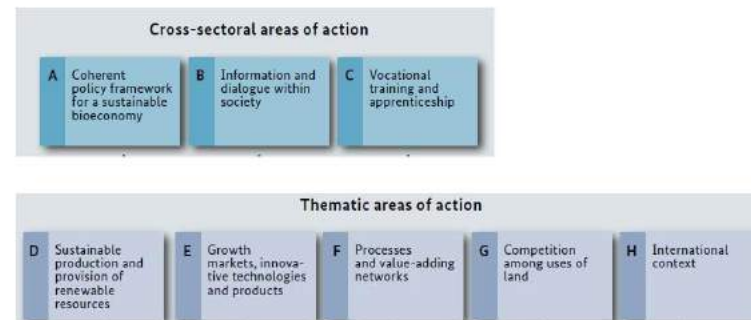 Cross-sectoral areas of action
A
Coherent
policy framework
for a sustainable
bioeconomy
B
Information and
dialogue within
society
C
Vocational
training and
apprenticeship
Thematic areas of action
D
Sustainable
production and
provision of
renewable
resources
E
Growth
markets, innova-
tive technologies
and products
F
Processes
and value-adding
networks
G
Competition
among uses of
land
H
International
context